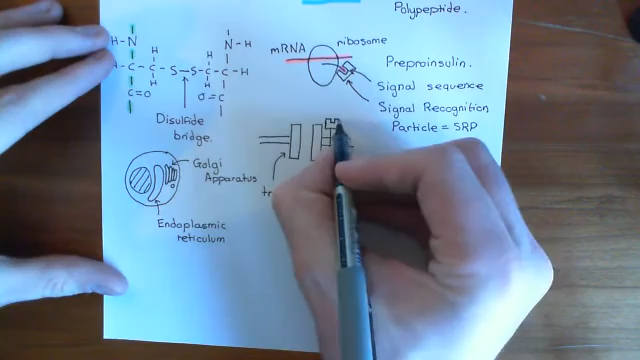 Polypeptide.
mRNA
ribosome
Preproinsulin.
Signal sequence
Signal Recognition
Particle = SRP
H-N
N-H
H H
H-C-C-S-S-C-C-H
H H
C=O
O=C
Disulfide
bridge.
Golgi
Apparatus
Endoplasmic
reticulum